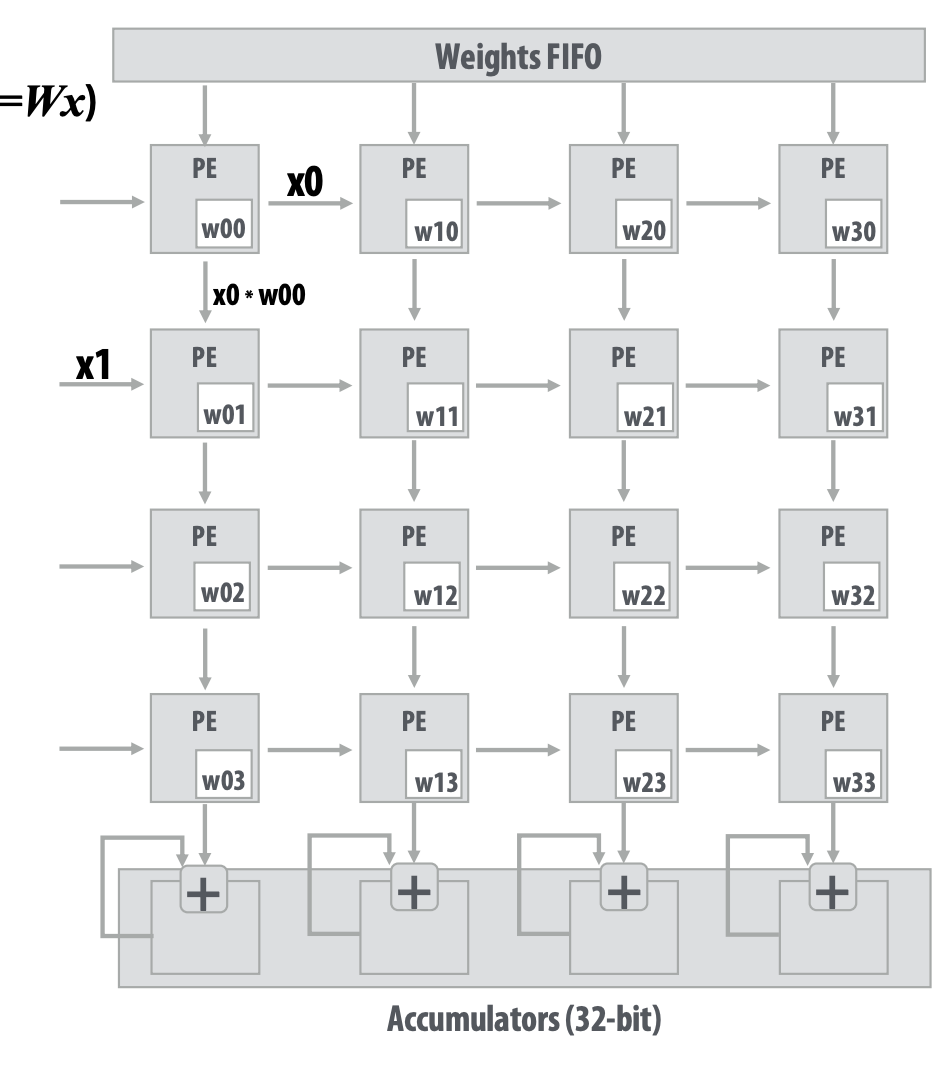 Weights FIFO
=Wx)
PE PE PE PE
x0
w00 w10 w20 w30
x0 * w00
PE PE PE PE
x1
w01 w11 w21 w31
PE PE PE PE
w02 w12 w22 w32
PE PE PE PE
w03 w13 w23 w33
+ + + +
Accumulators (32-bit)